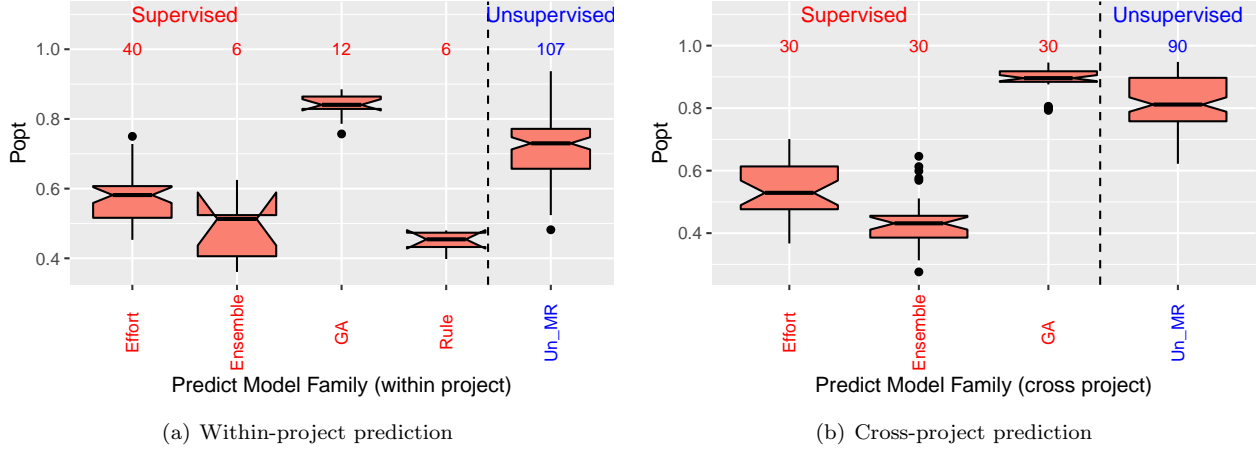 Supervised Unsupervised
40 6 12 6 107
1.0
0.8
0.6
0.4
Popt
Effort
Ensemble
GA
Rule
Un_MR
Predict Model Family (within project)
(a) Within-project prediction
Supervised Unsupervised
30 30 30 90
1.0
0.8
0.6
0.4
Popt
Effort
Ensemble
GA
Un_MR
Predict Model Family (cross project)
(b) Cross-project prediction